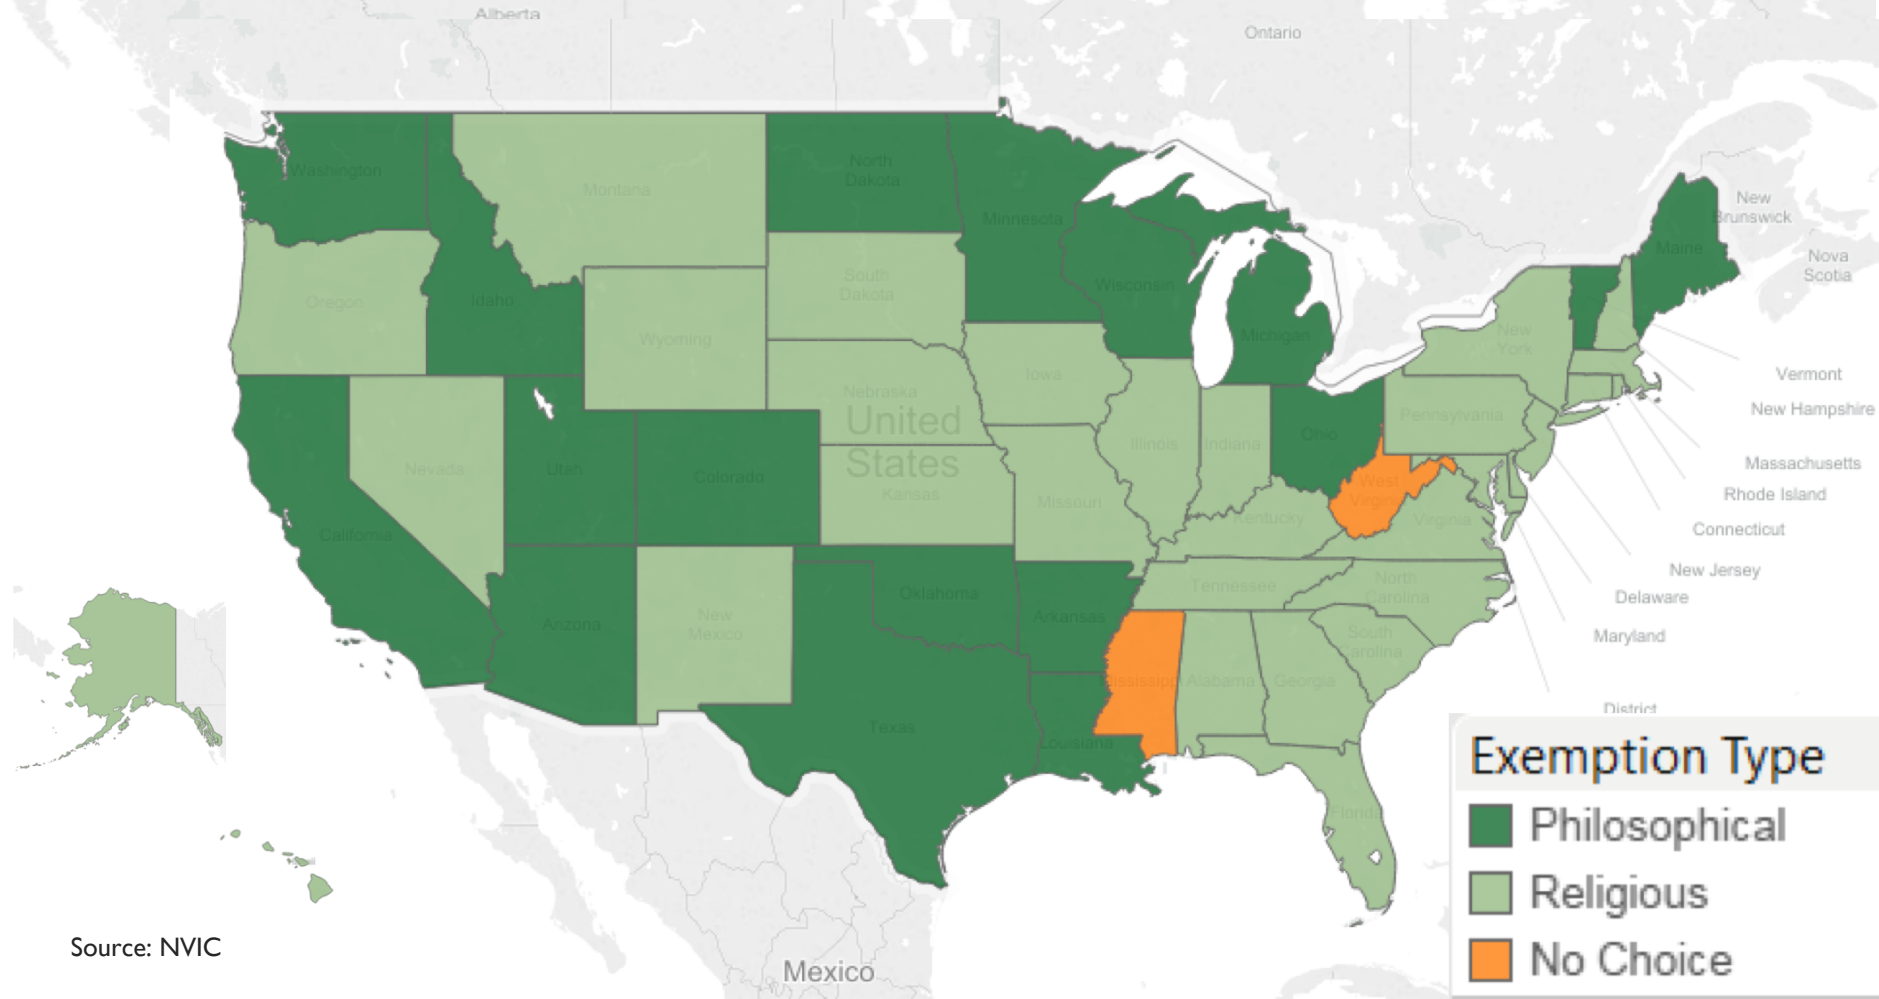 Alberta
Ontario
Washington
Montana
North
Dakota
Minnesota
New
Brunswick
Maine
Nova
Scotia
Oregon
Idaho
South
Dakota
Wisconsin
Wyoming
Michigan
New
York
Vermont
Iowa
Nebraska
New Hampshire
United
States
Pennsylvania
Illinois
Indiana
Ohio
Nevada
Utah
Colorado
Kansas
Massachusetts
West
Virginia
Rhode Island
Missouri
Kentucky
Virginia
Connecticut
California
New Jersey
Tennessee
North
Carolina
Oklahoma
Delaware
Arizona
New
Mexico
Arkansas
Maryland
South
Carolina
Mississippi
Alabama
Georgia
District
Texas
Louisiana
Florida
Exemption Type
Philosophical
Religious
No Choice
Source: NVIC
Mexico